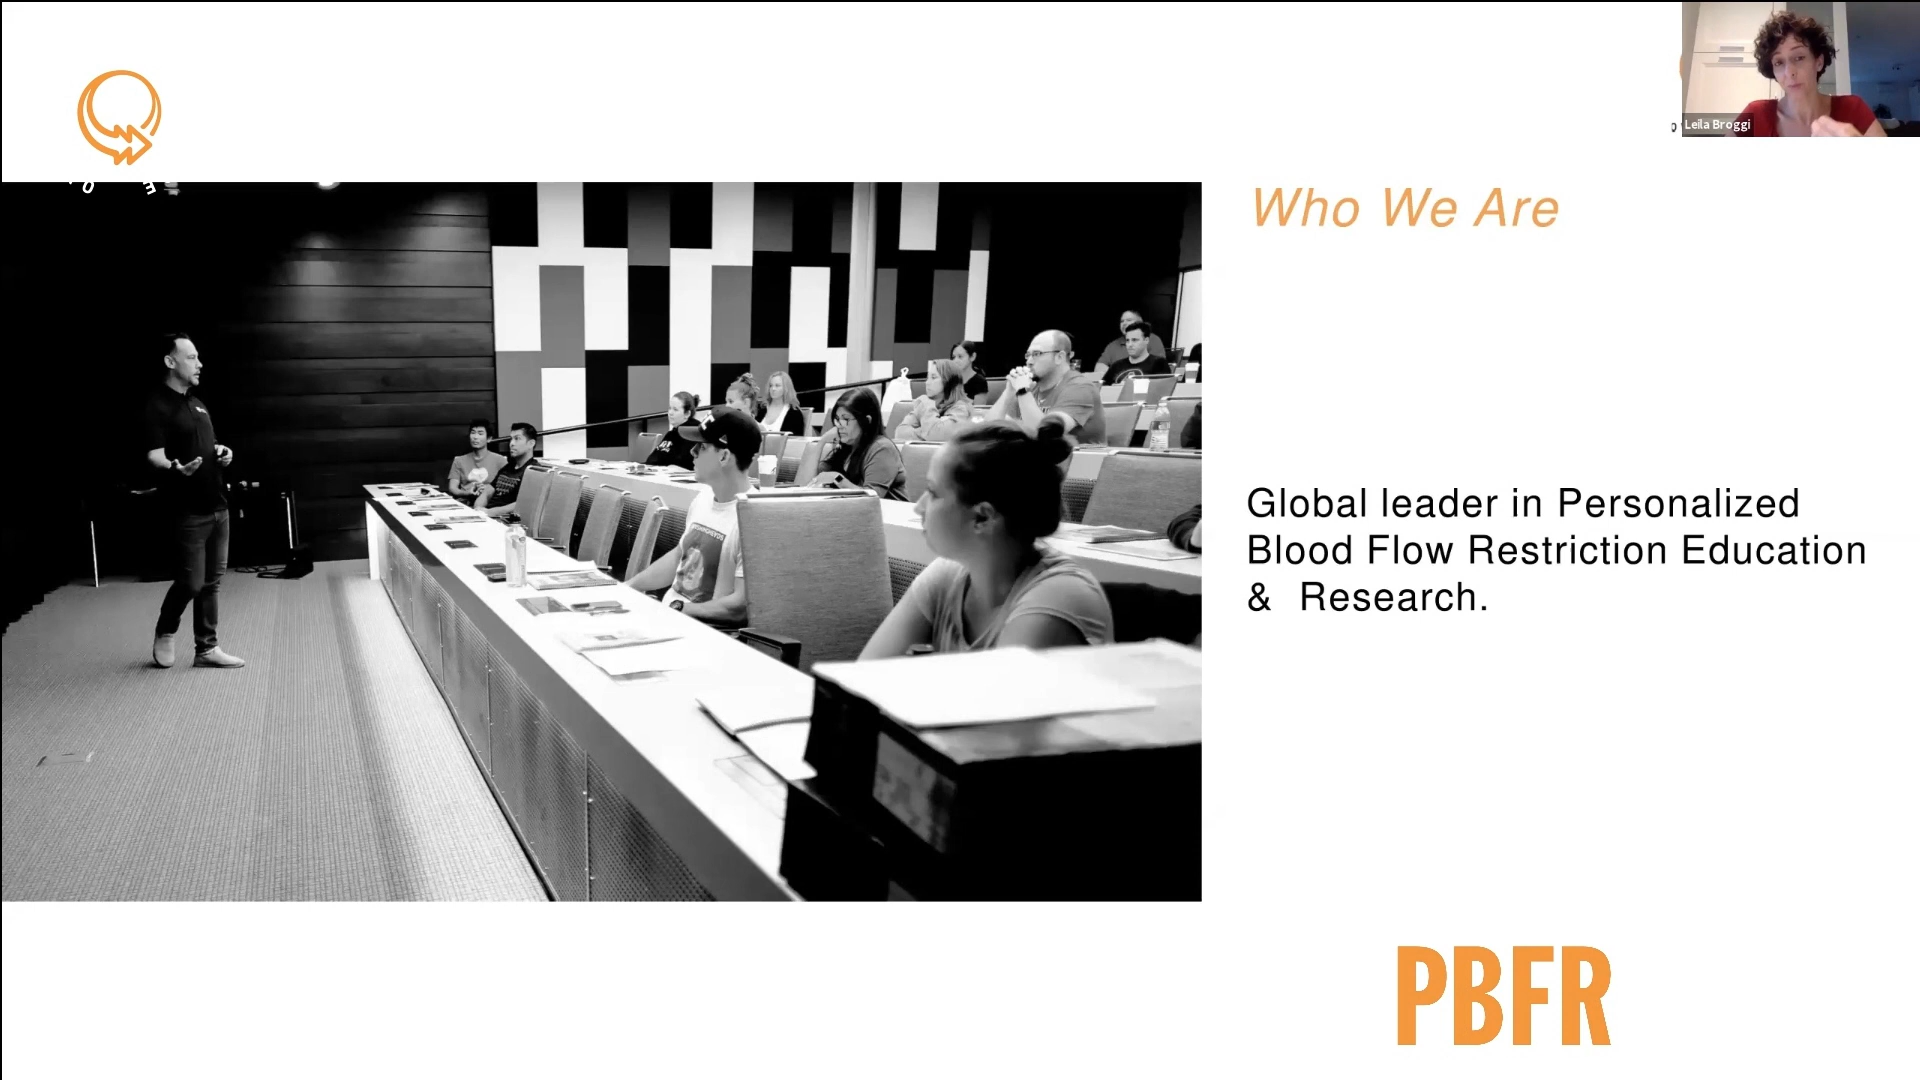 Leila Broggi
Who We Are
Global leader in Personalized
Blood Flow Restriction Education
& Research.
PBFR